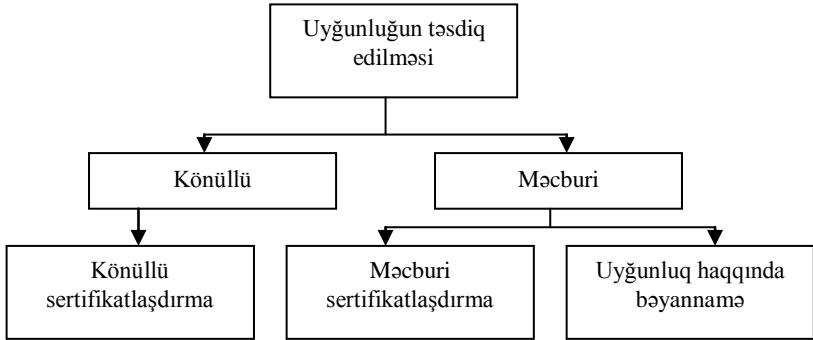 Uyğunluğun təsdiq
edilməsi
Könüllü
Məcburi
Könüllü
sertifikatlaşdırma
Məcburi
sertifikatlaşdırma
Uyğunluq haqqında
bəyannamə